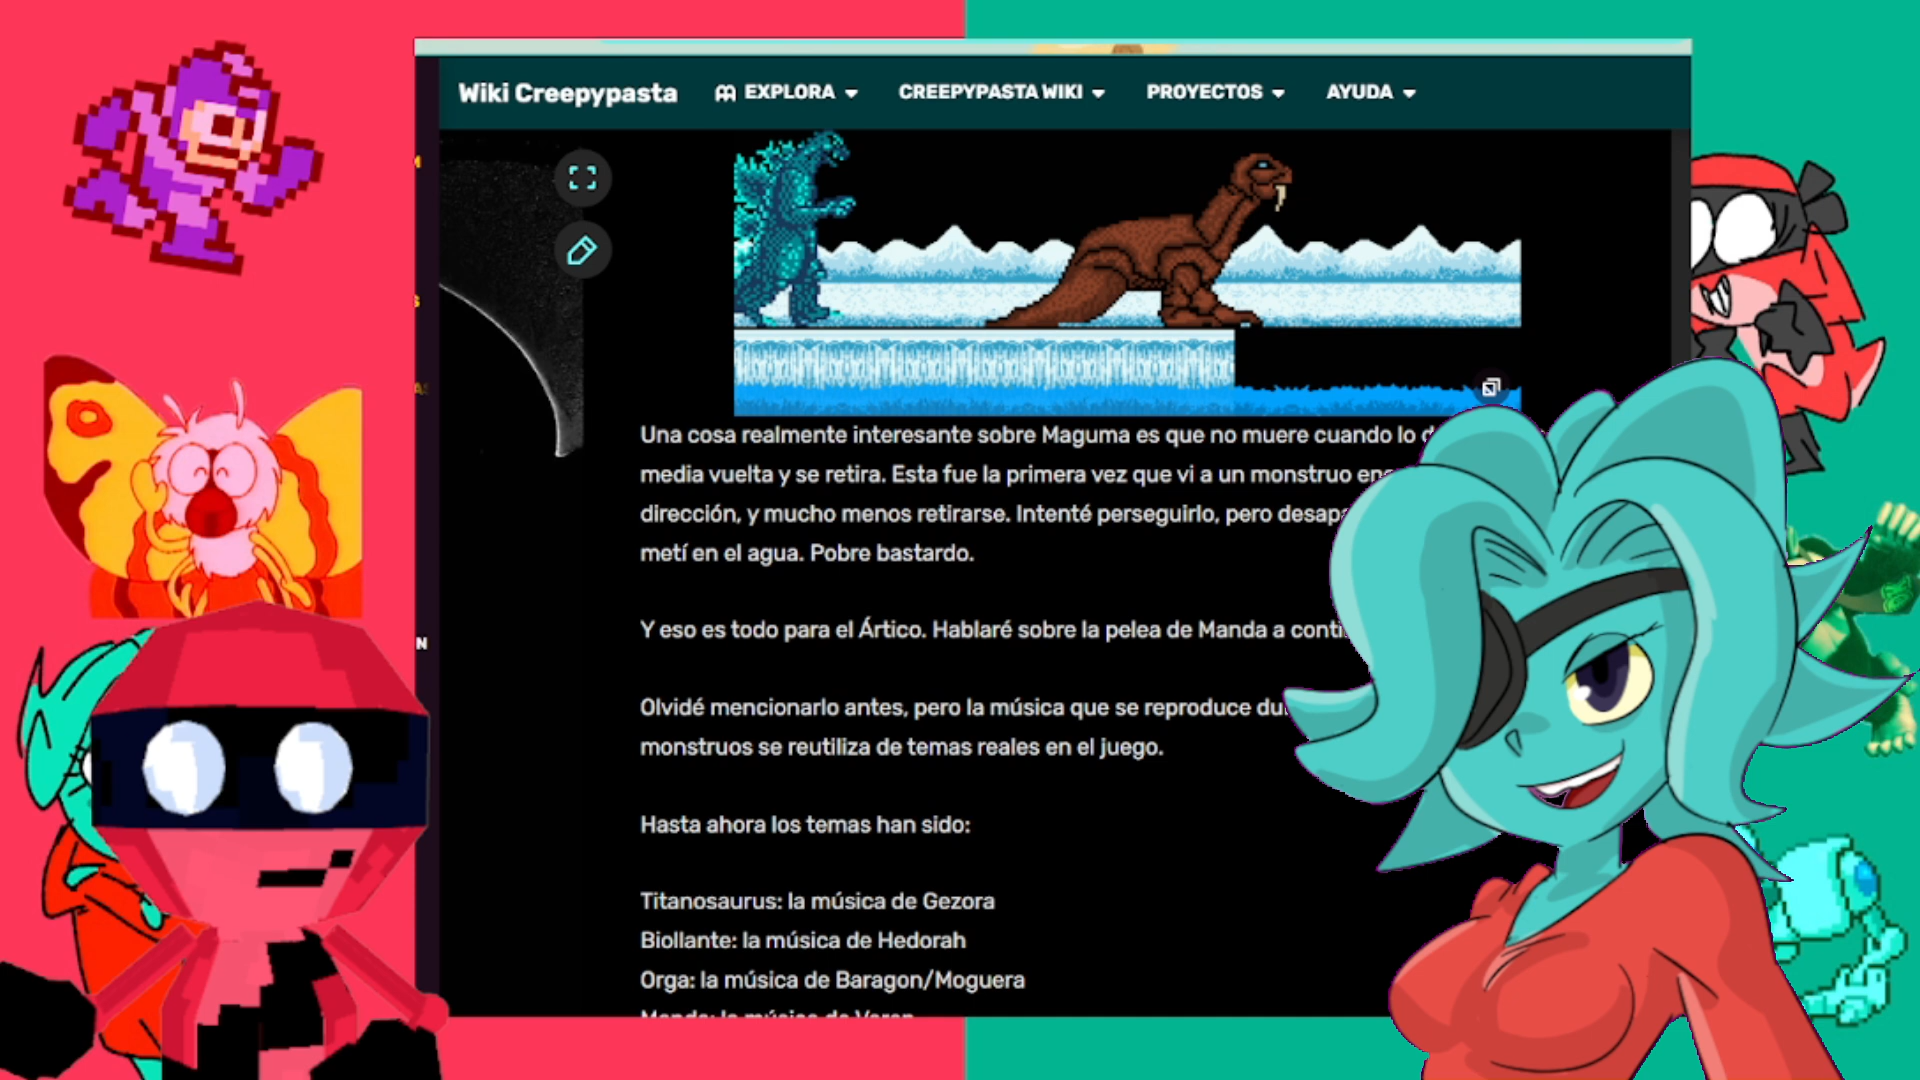 Wiki Creepypasta EXPLORA CREEPYPASTA WIKI PROYECTOS AYUDA
Una cosa realmente interesante sobre Maguma es que no muere cuando lo
media vuelta y se retira. Esta fue la primera vez que vi a un monstruo
dirección, y mucho menos retirarse. Intenté perseguirlo, pero
metí en el agua. Pobre bastardo.
Y eso es todo para el Ártico. Hablaré sobre la pelea de Manda a
Olvidé mencionarlo antes, pero la música que se reproduce
monstruos se reutiliza de temas reales en el juego.
Hasta ahora los temas han sido:
Titanosaurus: la música de Gezora
Biollante: la música de Hedorah
Orga: la música de Baragon/Moguera
Manda: la música de Varan
N